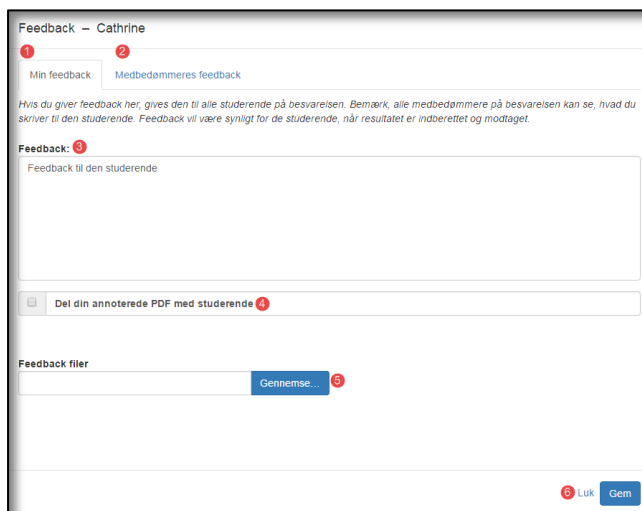 Feedback – Cathrine
1 2
Min feedback Medbedømmeres feedback
Hvis du giver feedback her, gives den til alle studerende på besvarelsen. Bemærk, alle medbedømmere på besvarelsen kan se, hvad du
skriver til den studerende. Feedback vil være synligt for de studerende, når resultatet er indberettet og modtaget.
Feedback: 3
Feedback til den studerende
Del din annoterede PDF med studerende 4
Feedback filer
Gennemse... 5
6 Luk Gem